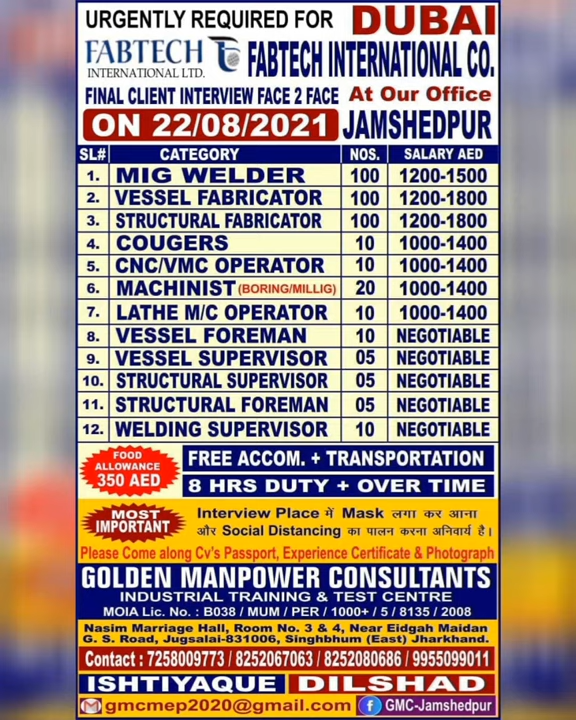 URGENTLY REQUIRED FOR DUBAI
FABTECH
INTERNATIONAL LTD.
FABTECH INTERNATIONAL CO.
FINAL CLIENT INTERVIEW FACE 2 FACE At Our Office
ON 22/08/2021 JAMSHEDPUR
SL# CATEGORY NOS. SALARY AED
1. MIG WELDER 100 1200-1500
2. VESSEL FABRICATOR 100 1200-1800
3. STRUCTURAL FABRICATOR 100 1200-1800
4. COUGERS 10 1000-1400
5. CNC/VMC OPERATOR 10 1000-1400
6. MACHINIST (BORING/MILLIG) 20 1000-1400
7. LATHE M/C OPERATOR 10 1000-1400
8. VESSEL FOREMAN 10 NEGOTIABLE
9. VESSEL SUPERVISOR 05 NEGOTIABLE
10. STRUCTURAL SUPERVISOR 05 NEGOTIABLE
11. STRUCTURAL FOREMAN 05 NEGOTIABLE
12. WELDING SUPERVISOR 10 NEGOTIABLE
FOOD
ALLOWANCE
350 AED
FREE ACCOM. + TRANSPORTATION
8 HRS DUTY + OVER TIME
MOST
IMPORTANT
Interview Place में Mask लगा कर आना
और Social Distancing का पालन करना अनिवार्य है।
Please Come along Cv's Passport, Experience Certificate & Photograph
GOLDEN MANPOWER CONSULTANTS
INDUSTRIAL TRAINING & TEST CENTRE
MOIA Lic. No. : B038 / MUM / PER / 1000+ / 5 / 8135 / 2008
Nasim Marriage Hall, Room No. 3 & 4, Near Eidgah Maidan
G. S. Road, Jugsalai-831006, Singhbhum (East) Jharkhand.
Contact : 7258009773 / 8252067063 / 8252080686 / 9955099011
ISHTIYAQUE DILSHAD
gmcmep2020@gmail.com GMC-Jamshedpur